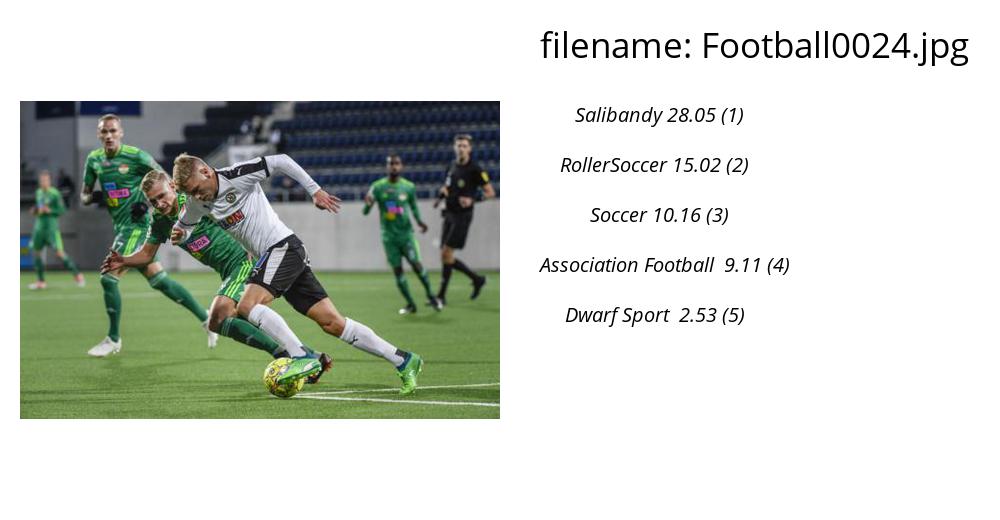 filename: Football0024.jpg
Salibandy 28.05 (1)
RollerSoccer 15.02 (2)
Soccer 10.16 (3)
Association Football 9.11 (4)
Dwarf Sport 2.53 (5)